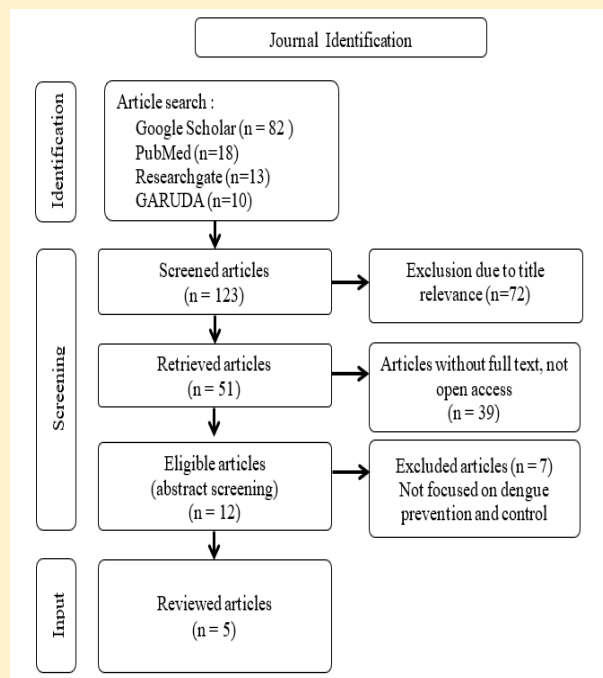 Journal Identification
Identification
Article search :
Google Scholar (n = 82 )
PubMed (n=18)
Researchgate (n=13)
GARUDA (n=10)
Screening
Screened articles
(n = 123)
Exclusion due to title
relevance (n=72)
Retrieved articles
(n = 51)
Articles without full text, not
open access
(n = 39)
Eligible articles
(abstract screening)
(n = 12)
Excluded articles (n = 7)
Not focused on dengue
prevention and control
Input
Reviewed articles
(n = 5)